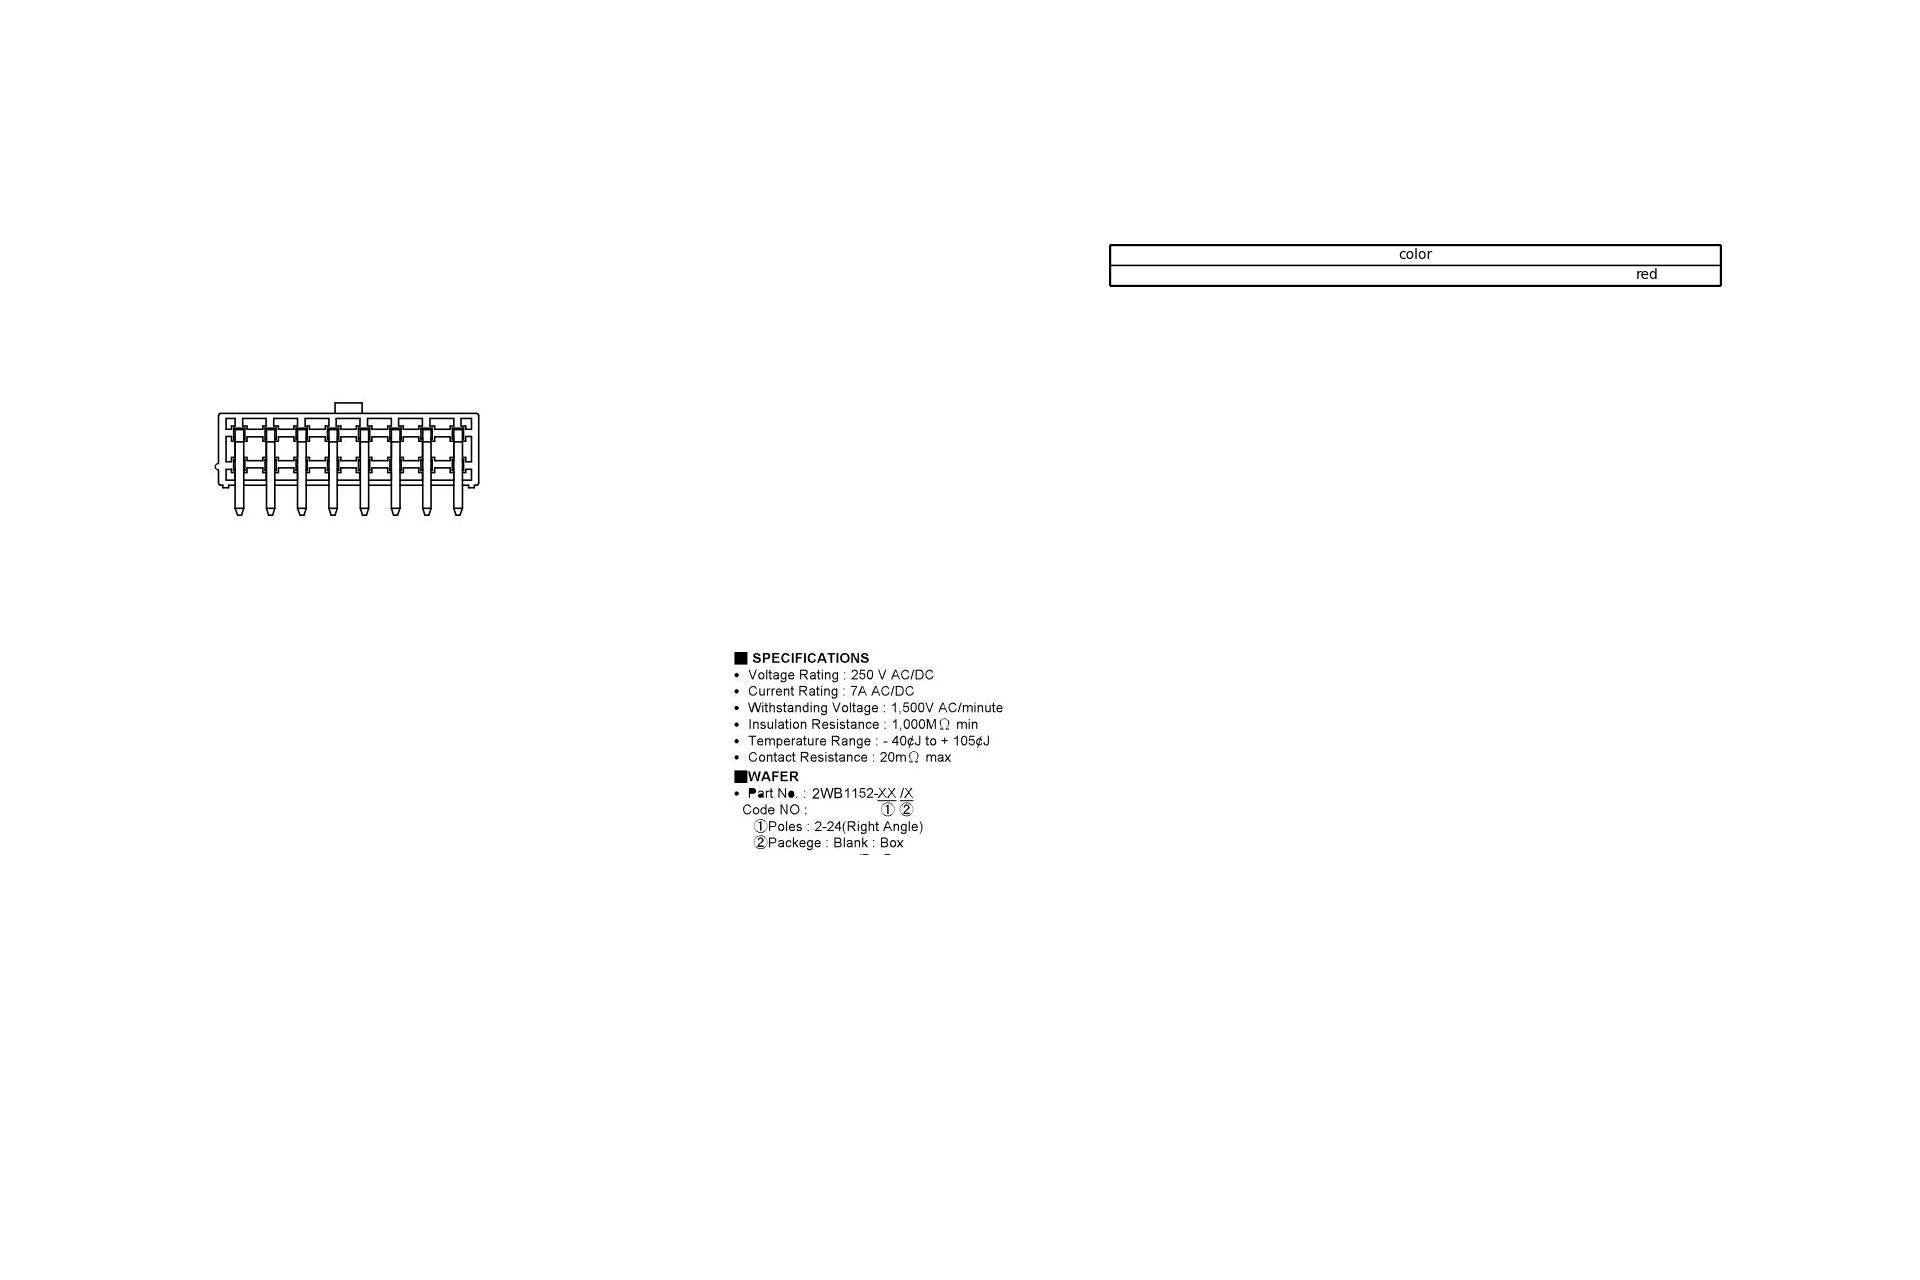 color
red
■ SPECIFICATIONS
• Voltage Rating : 250 V AC/DC
• Current Rating : 7A AC/DC
• Withstanding Voltage : 1,500V AC/minute
• Insulation Resistance : 1,000MΩ min
• Temperature Range : - 40¢J to + 105¢J
• Contact Resistance : 20mΩ max
■WAFER
• Part No. : 2WB1152-XX /X
Code NO : ① ②
①Poles : 2-24(Right Angle)
②Packege : Blank : Box